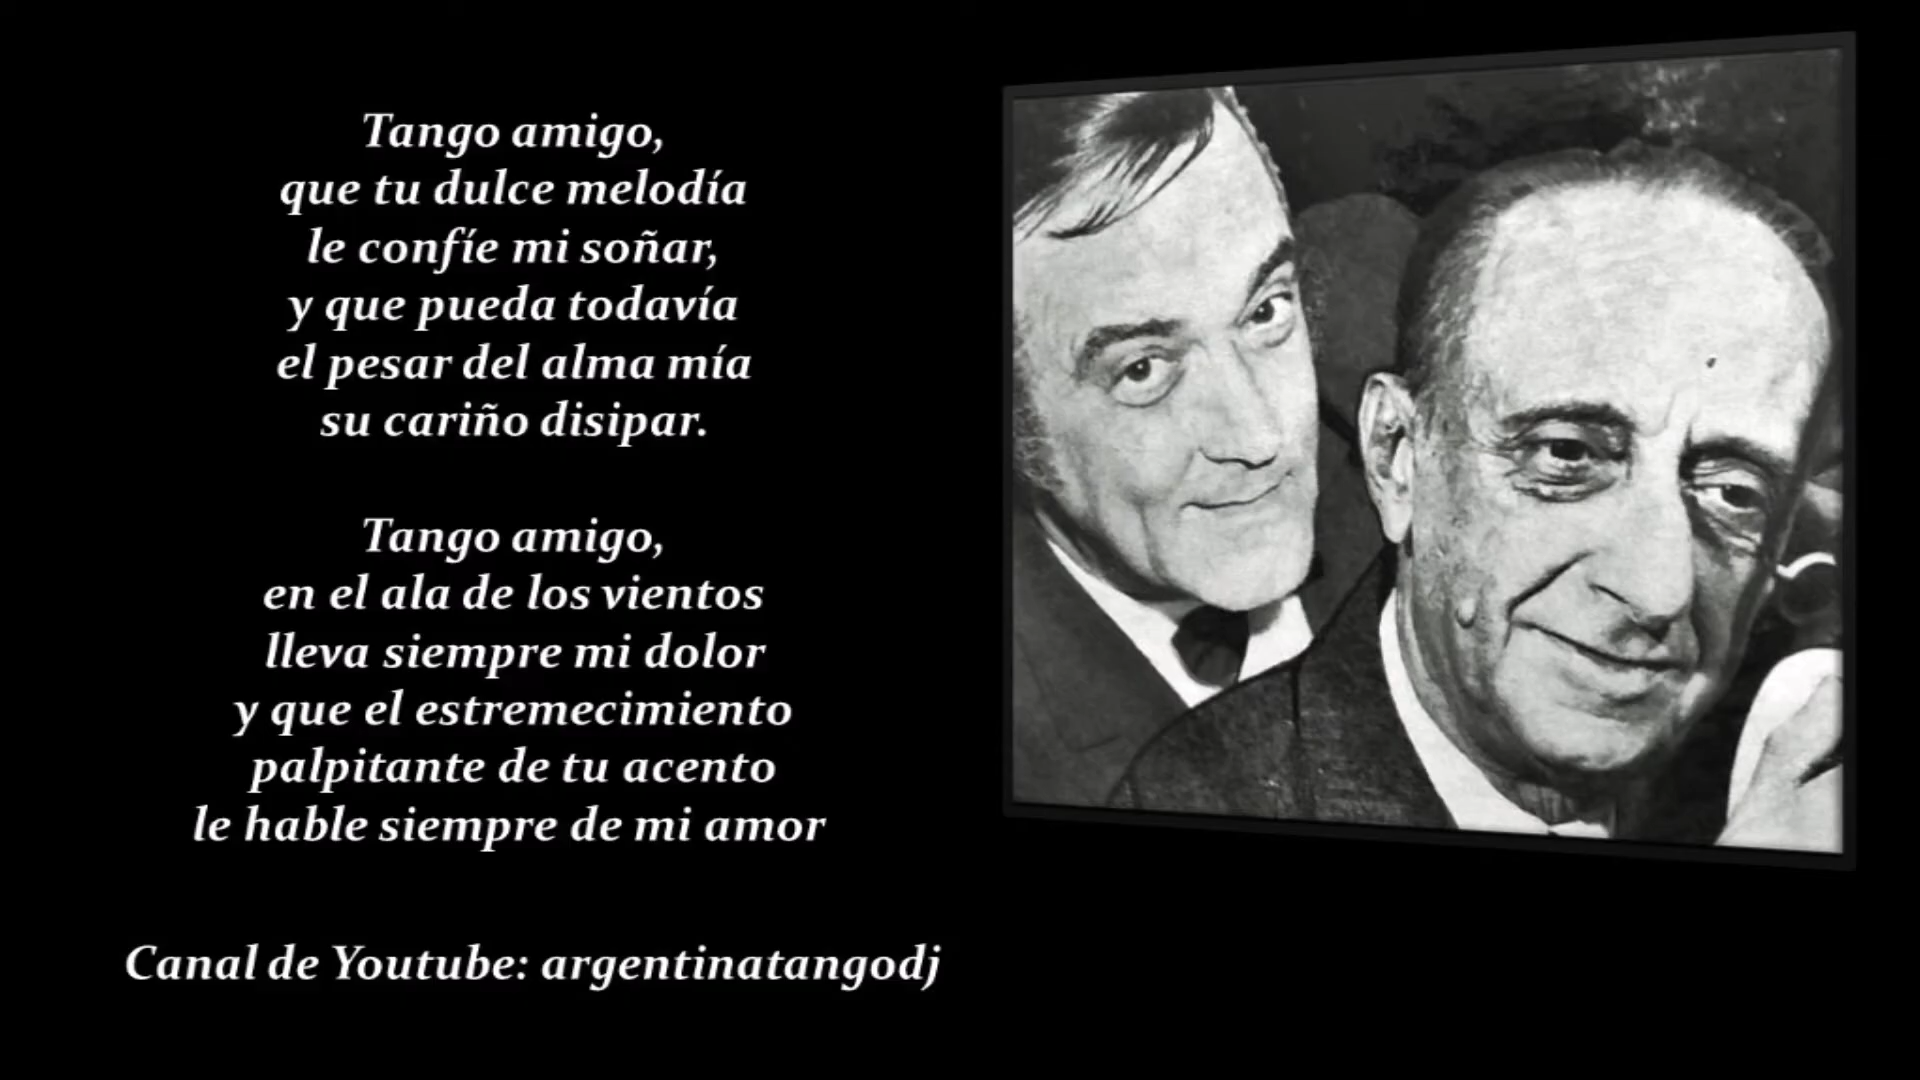 Tango amigo,
que tu dulce melodía
le confíe mi soñar,
y que pueda todavía
el pesar del alma mía
su cariño disipar.
Tango amigo,
en el ala de los vientos
lleva siempre mi dolor
y que el estremecimiento
palpitante de tu acento
le hable siempre de mi amor
Canal de Youtube: argentinatangodj